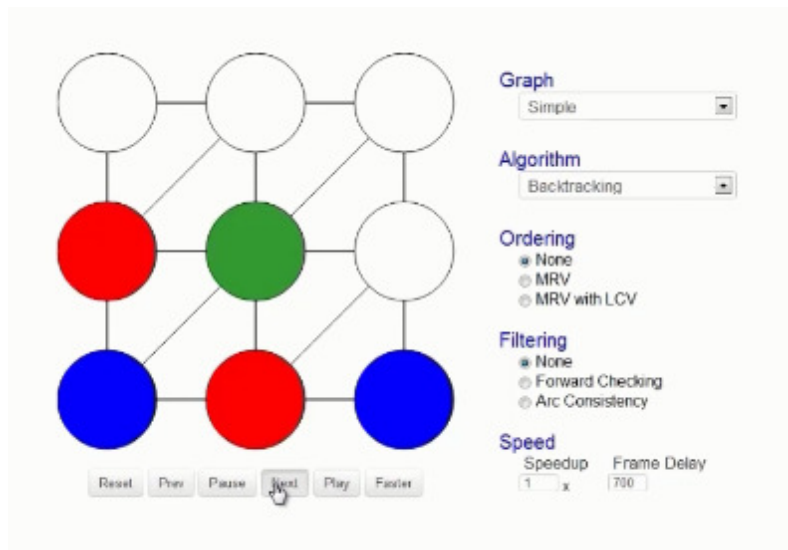 Graph
Simple
Algorithm
Backtracking
Ordering
None
MRV
MRV with LCV
Filtering
None
Forward Checking
Arc Consistency
Speed
Speedup Frame Delay
1 x 700
Reset Prev Pause Next Play Faster